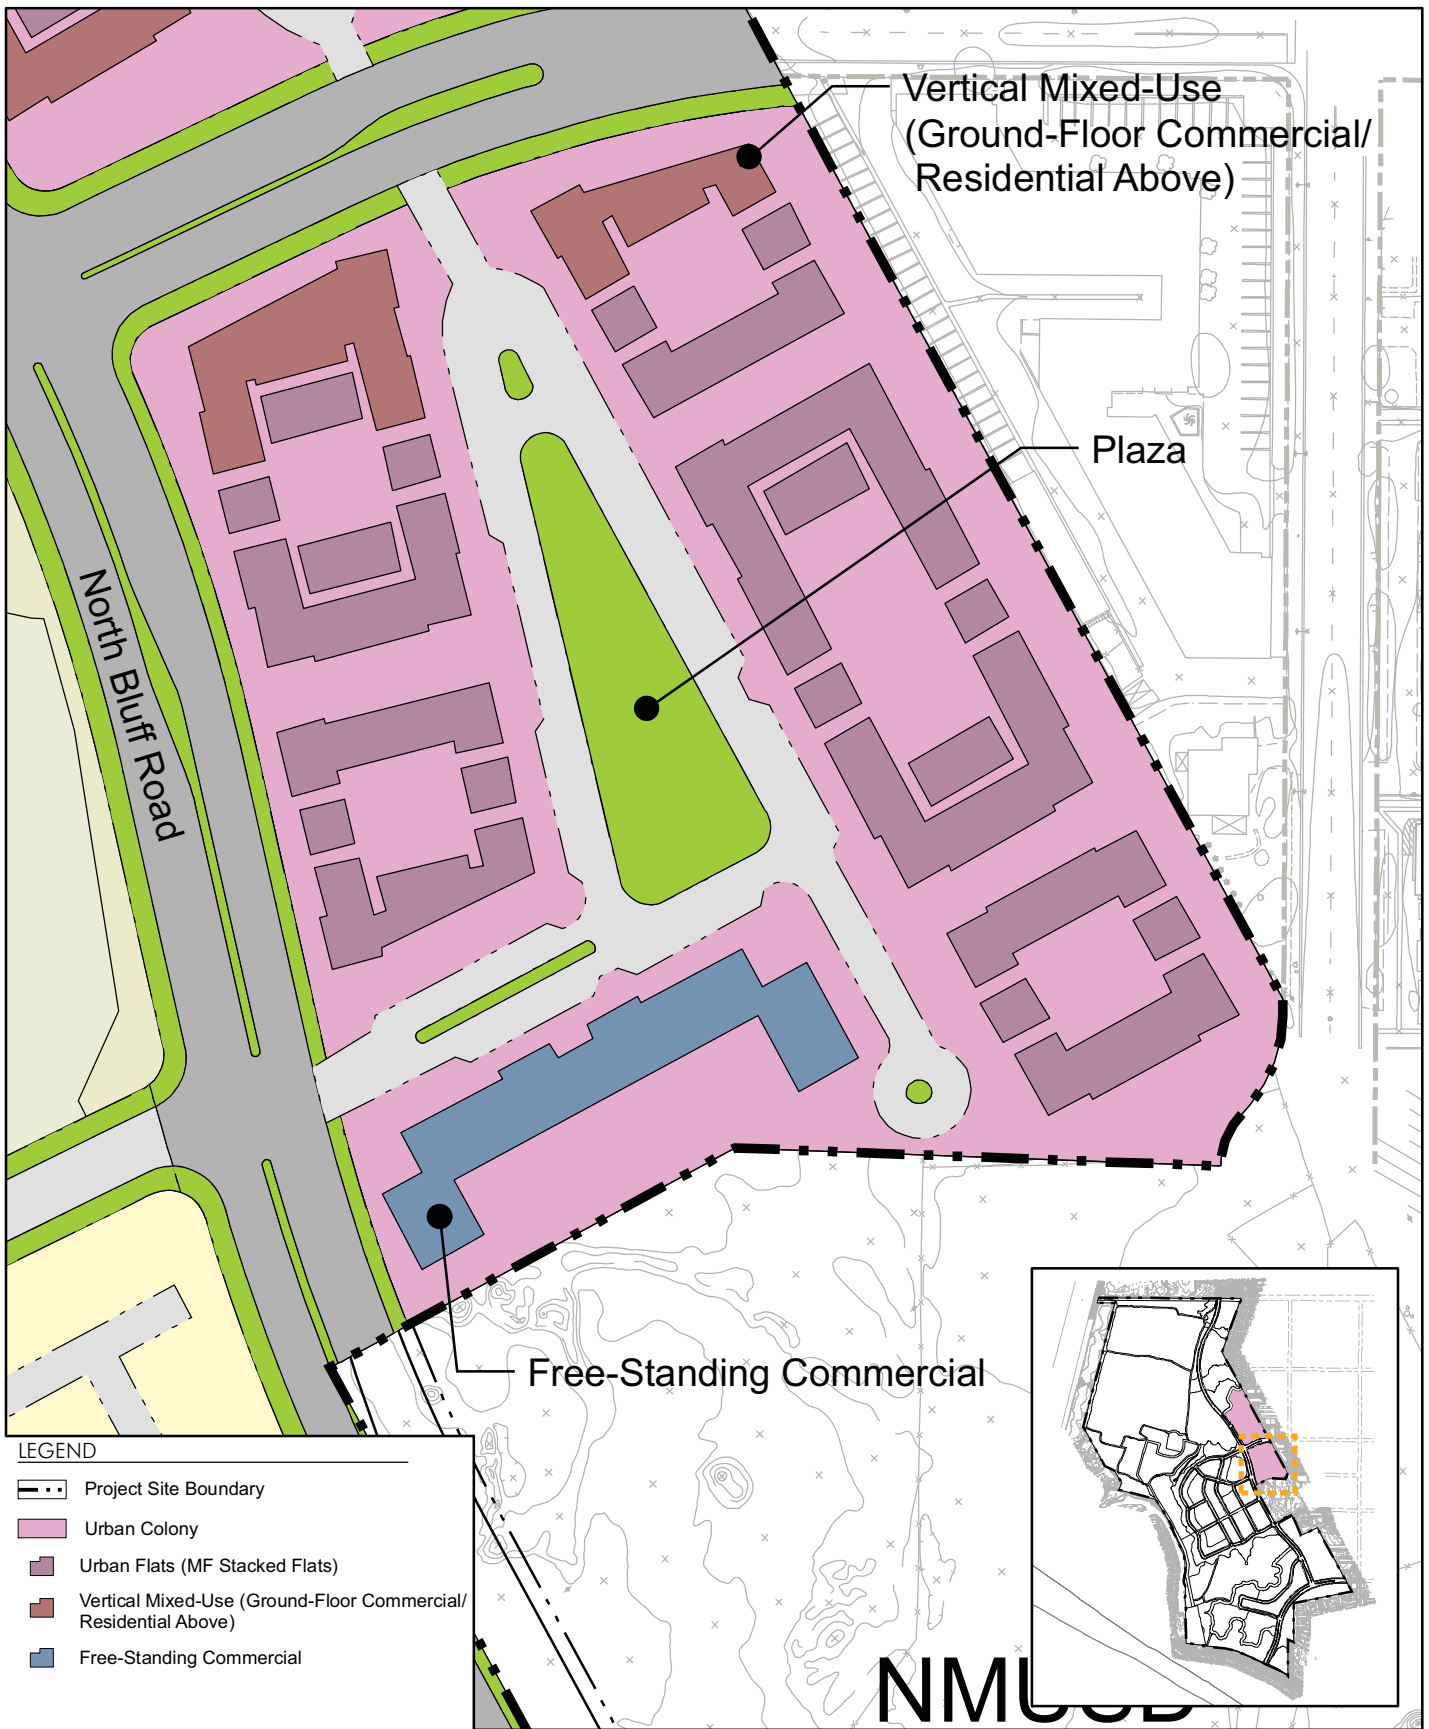 Vertical Mixed-Use
(Ground-Floor Commercial/
Residential Above)
Plaza
North Bluff Road
Free-Standing Commercial
LEGEND
Project Site Boundary
Urban Colony
Urban Flats (MF Stacked Flats)
Vertical Mixed-Use (Ground-Floor Commercial/
Residential Above)
Free-Standing Commercial